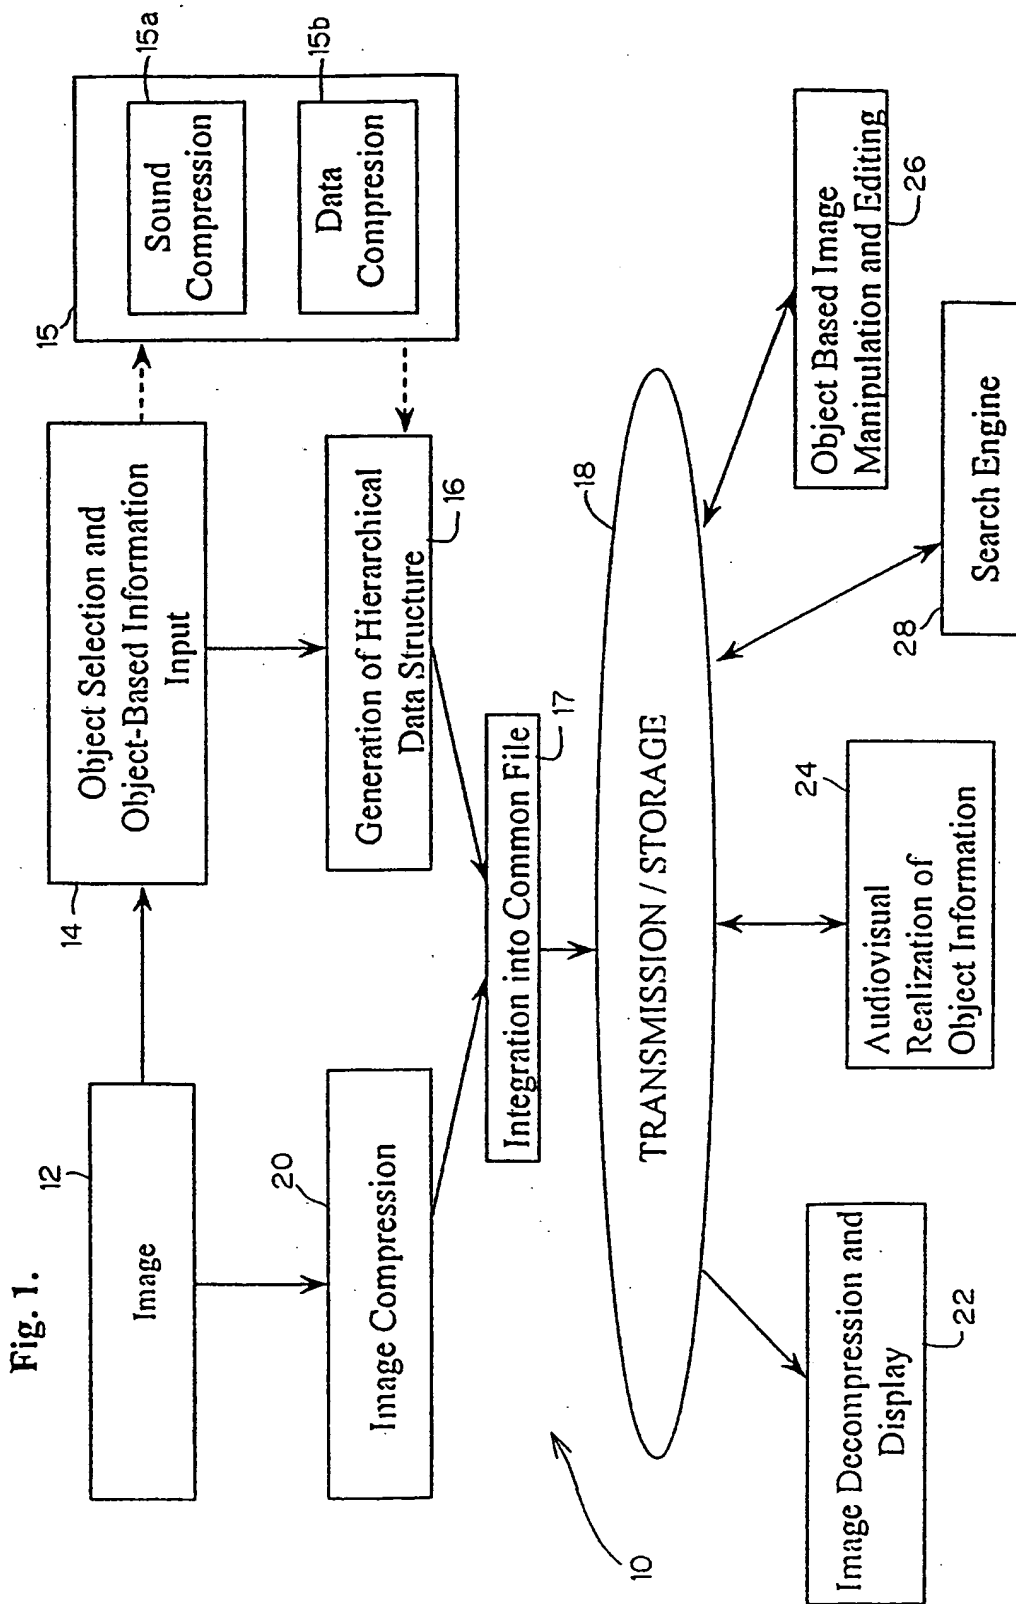 Fig. 1.
12
Image
14
Object Selection and
Object-Based Information
Input
15
15a
Sound
Compression
15b
Data
Compresion
20
Image Compression
16
Generation of Hierarchical
Data Structure
17
Integration into Common File
18
TRANSMISSION / STORAGE
10
22
Image Decompression and
Display
24
Audiovisual
Realization of
Object Information
28
Search Engine
26
Object Based Image
Manipulation and Editing